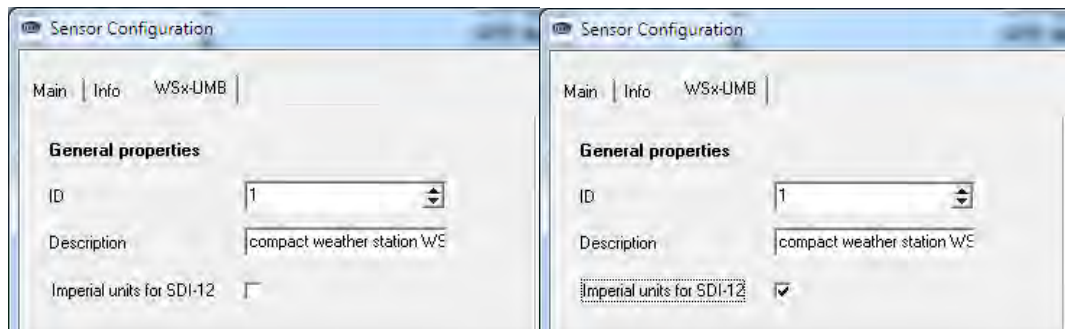 Sensor Configuration
Main Info WSx-UMB
General properties
ID 1
Description compact weather station WS
Imperial units for SDI-12
Sensor Configuration
Main Info WSx-UMB
General properties
ID 1
Description compact weather station WS
Imperial units for SDI-12